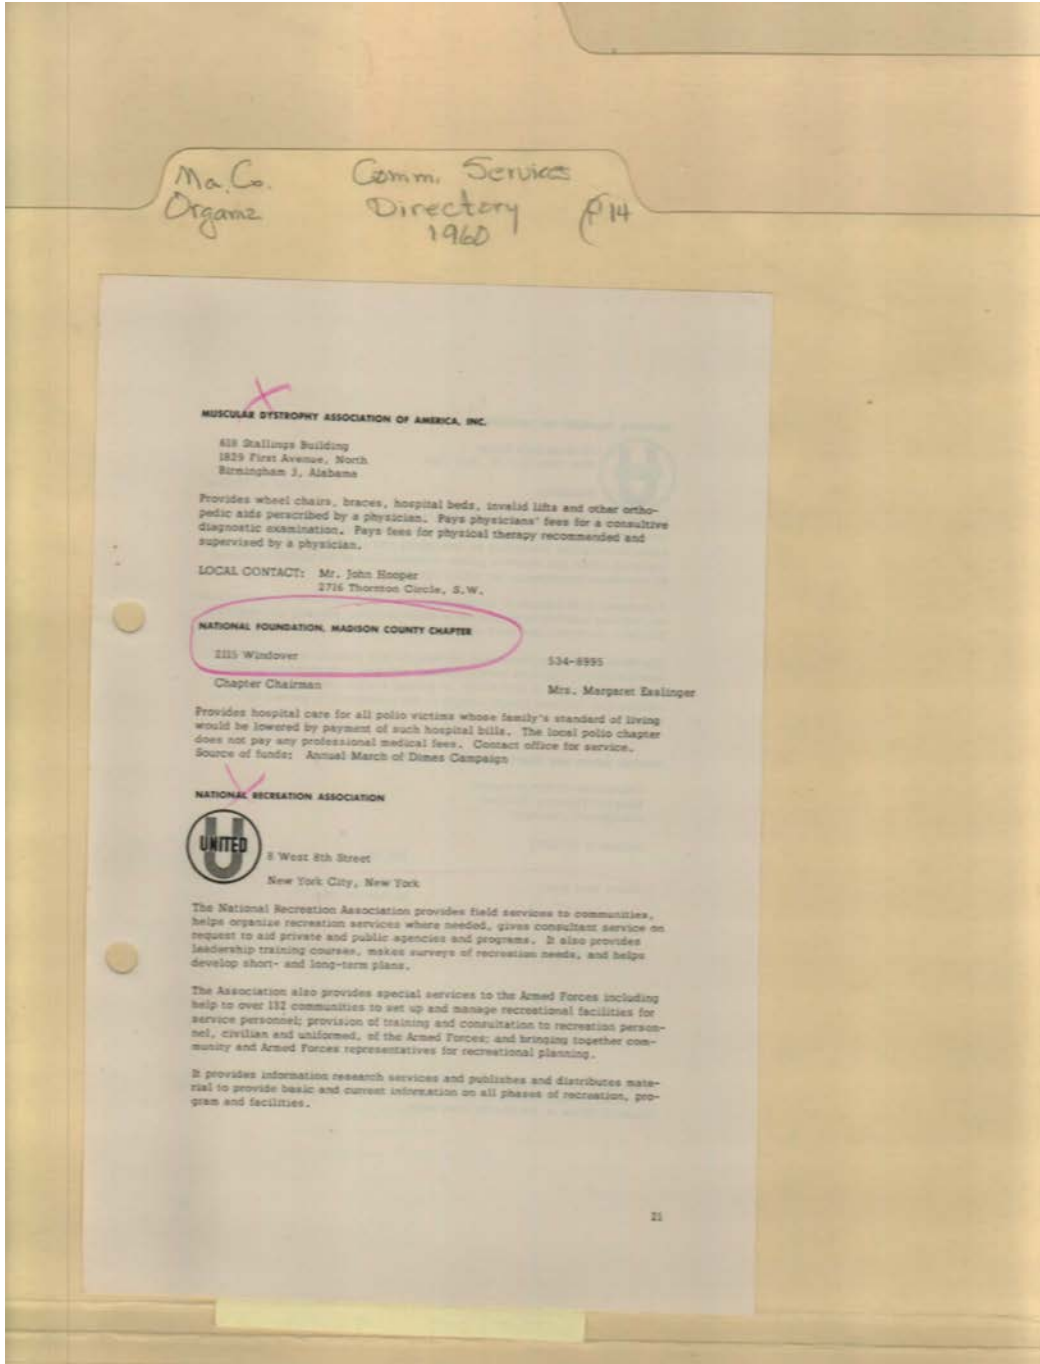 Ma. Co. Comm. Services
Organz Directory (P14
1960
MUSCULAR DYSTROPHY ASSOCIATION OF AMERICA, INC.
618 Stallings Building
1829 First Avenue, North
Birmingham 3, Alabama
Provides wheel chairs, braces, hospital beds, invalid lifts and other ortho-
pedic aids perscribed by a physician. Pays physicians' fees for a consultive
diagnostic examination. Pays fees for physical therapy recommended and
supervised by a physician.
LOCAL CONTACT: Mr. John Hooper
2716 Thornton Circle, S.W.
NATIONAL FOUNDATION, MADISON COUNTY CHAPTER
2115 Windover 534-8995
Chapter Chairman Mrs. Margaret Esslinger
Provides hospital care for all polio victims whose family's standard of living
would be lowered by payment of such hospital bills. The local polio chapter
does not pay any professional medical fees. Contact office for service.
Source of funds: Annual March of Dimes Campaign
NATIONAL RECREATION ASSOCIATION
UNITED
8 West 8th Street
New York City, New York
The National Recreation Association provides field services to communities,
helps organize recreation services where needed, gives consultant service on
request to aid private and public agencies and programs. It also provides
leadership training courses, makes surveys of recreation needs, and helps
develop short- and long-term plans.
The Association also provides special services to the Armed Forces including
help to over 132 communities to set up and manage recreational facilities for
service personnel; provision of training and consultation to recreation person-
nel, civilian and uniformed, of the Armed Forces; and bringing together com-
munity and Armed Forces representatives for recreational planning.
It provides information research services and publishes and distributes mate-
rial to provide basic and current information on all phases of recreation, pro-
gram and facilities.
21